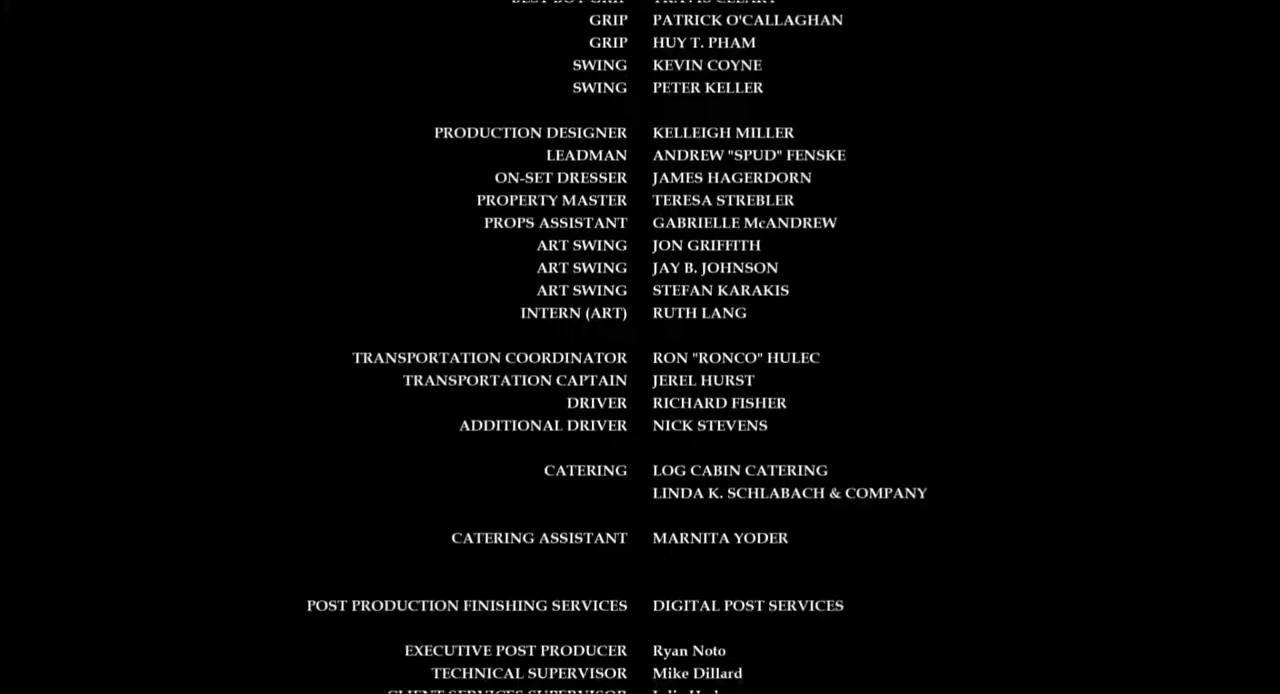 GRIP PATRICK O'CALLAGHAN
GRIP HUY T. PHAM
SWING KEVIN COYNE
SWING PETER KELLER
PRODUCTION DESIGNER KELLEIGH MILLER
LEADMAN ANDREW "SPUD" FENSKE
ON-SET DRESSER JAMES HAGERDORN
PROPERTY MASTER TERESA STREBLER
PROPS ASSISTANT GABRIELLE McANDREW
ART SWING JON GRIFFITH
ART SWING JAY B. JOHNSON
ART SWING STEFAN KARAKIS
INTERN (ART) RUTH LANG
TRANSPORTATION COORDINATOR RON "RONCO" HULEC
TRANSPORTATION CAPTAIN JEREL HURST
DRIVER RICHARD FISHER
ADDITIONAL DRIVER NICK STEVENS
CATERING LOG CABIN CATERING
LINDA K. SCHLABACH & COMPANY
CATERING ASSISTANT MARNITA YODER
POST PRODUCTION FINISHING SERVICES DIGITAL POST SERVICES
EXECUTIVE POST PRODUCER Ryan Noto
TECHNICAL SUPERVISOR Mike Dillard
CLIENT SERVICES SUPERVISOR